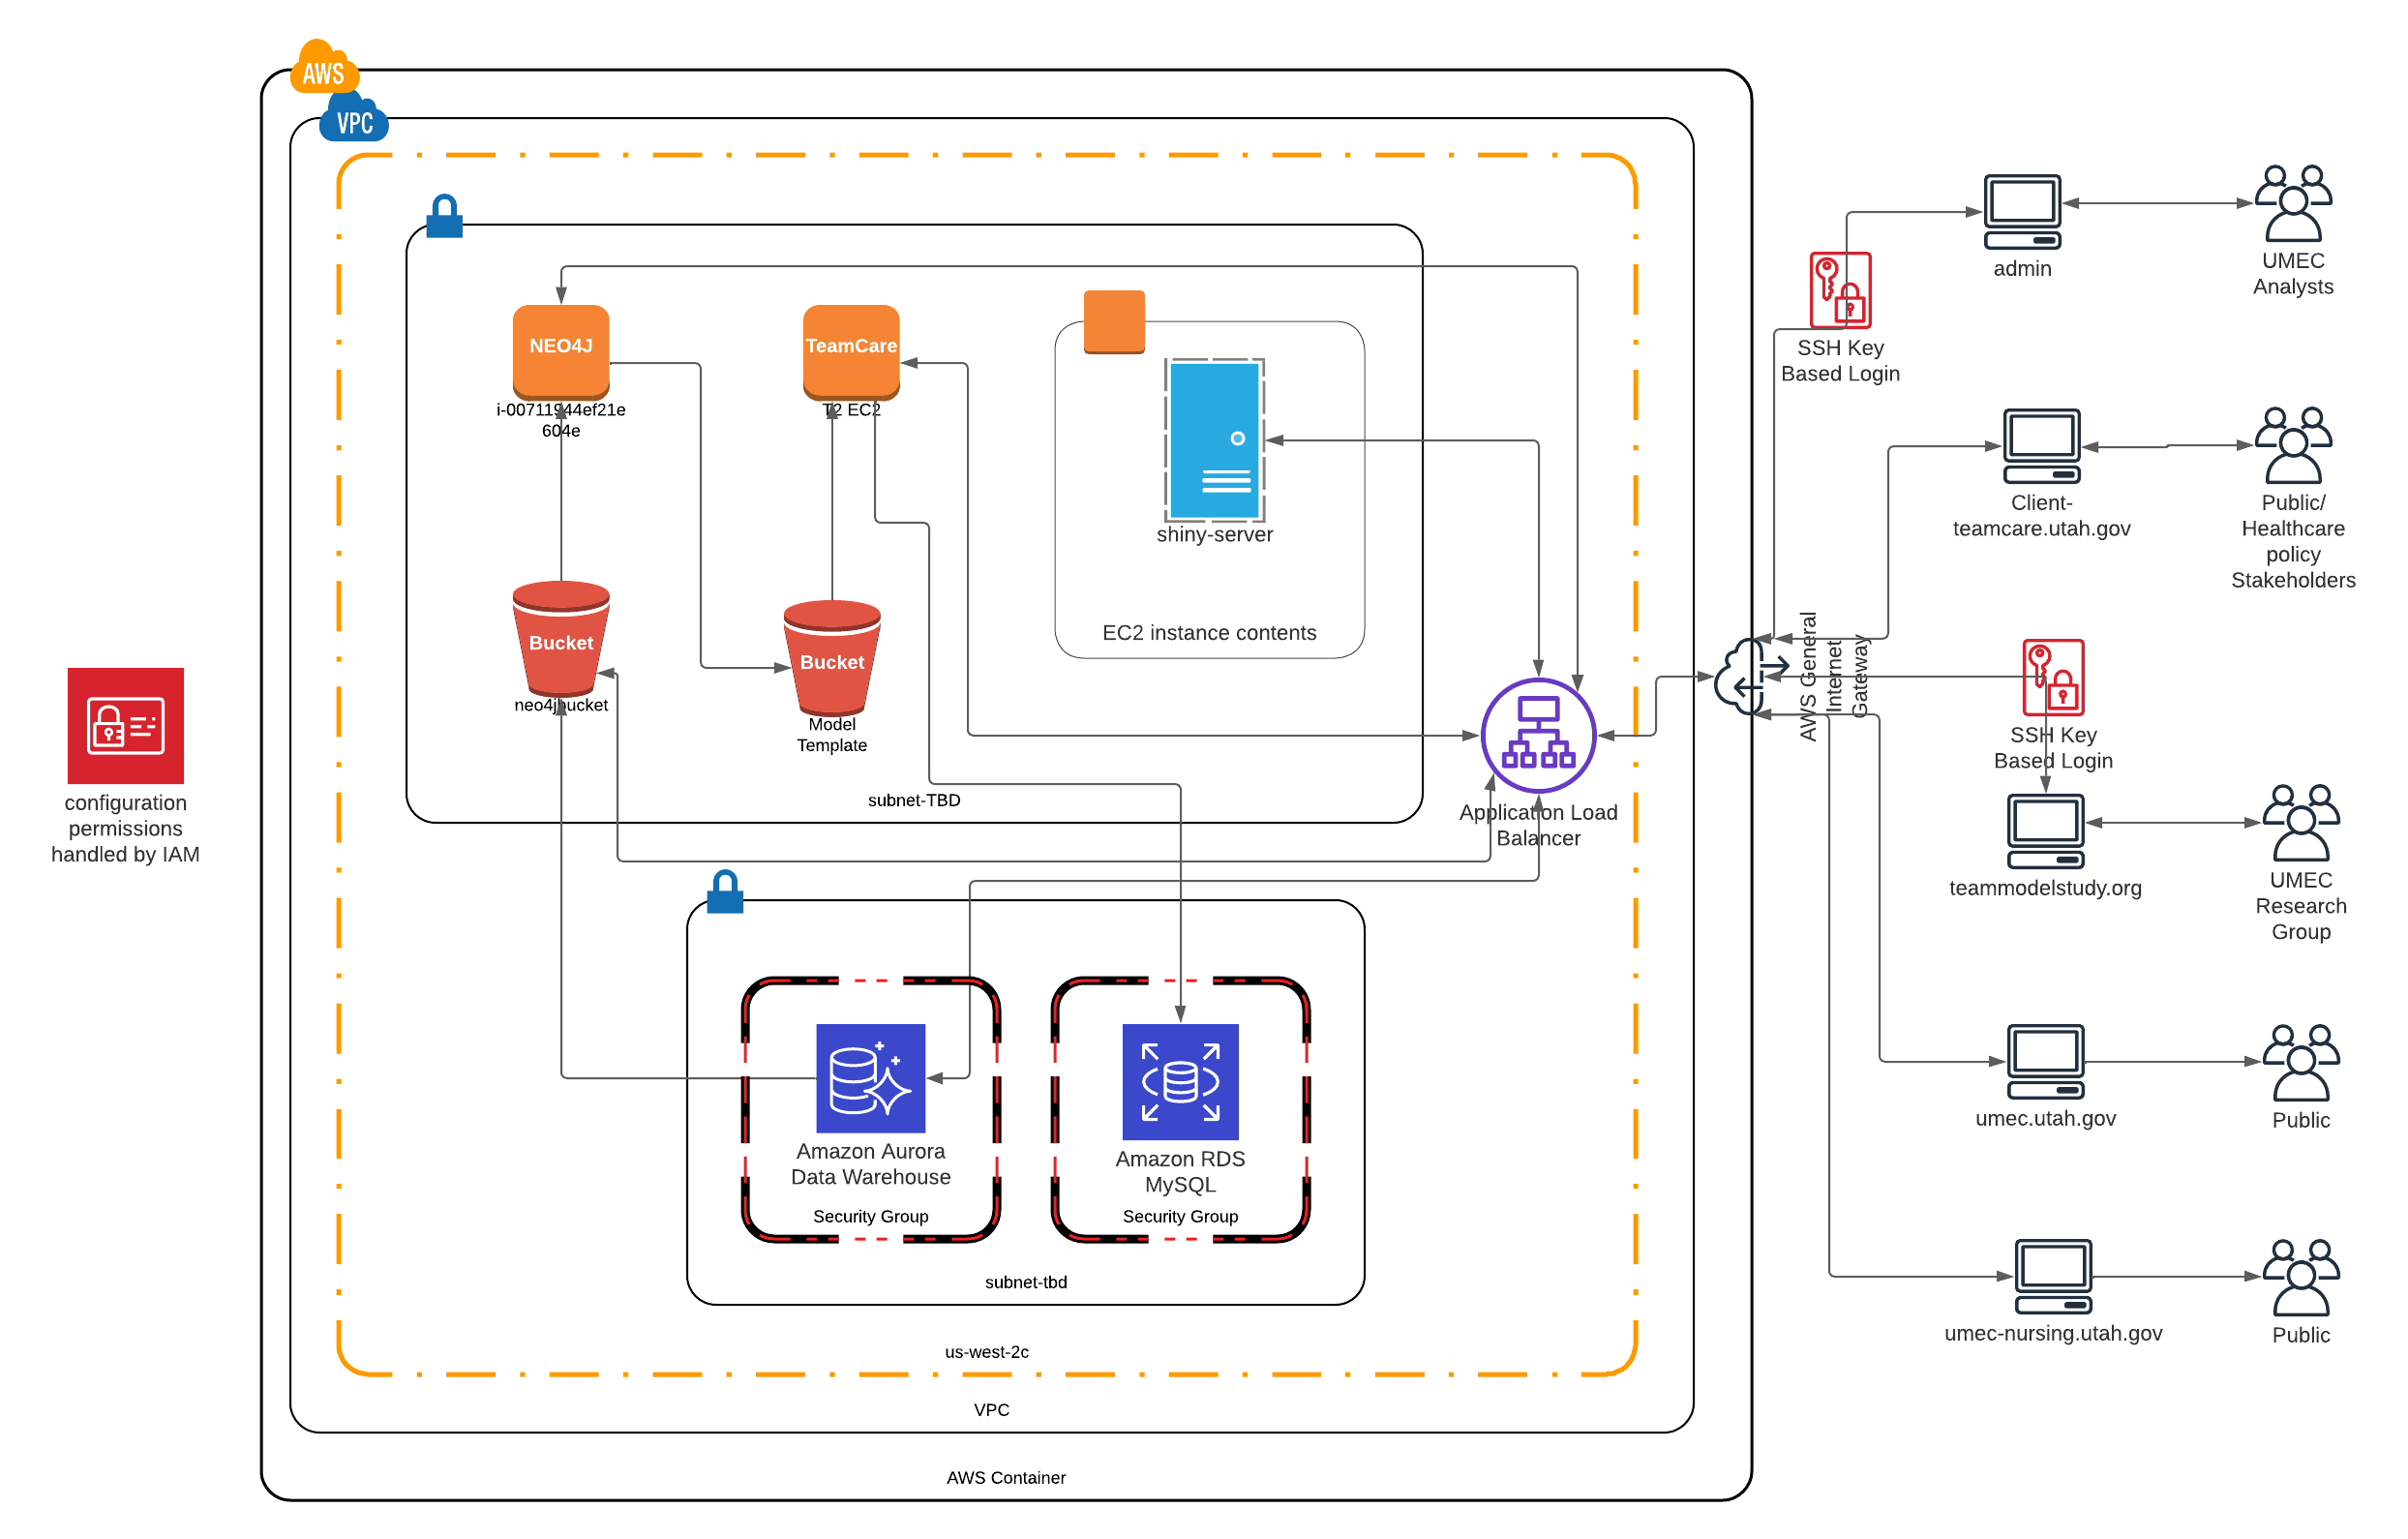 AWS
VPC
NEO4J
i-00711944ef21e
604e
TeamCare
T2 EC2
shiny-server
EC2 instance contents
Bucket
neo4jbucket
Bucket
Model
Template
subnet-TBD
Application Load
Balancer
AWS General
Internet
Gateway
configuration
permissions
handled by IAM
Amazon Aurora
Data Warehouse
Security Group
Amazon RDS
MySQL
Security Group
subnet-tbd
us-west-2c
VPC
AWS Container
SSH Key
Based Login
admin
UMEC
Analysts
Client-
teamcare.utah.gov
Public/
Healthcare
policy
Stakeholders
SSH Key
Based Login
teammodelstudy.org
UMEC
Research
Group
umec.utah.gov
Public
umec-nursing.utah.gov
Public